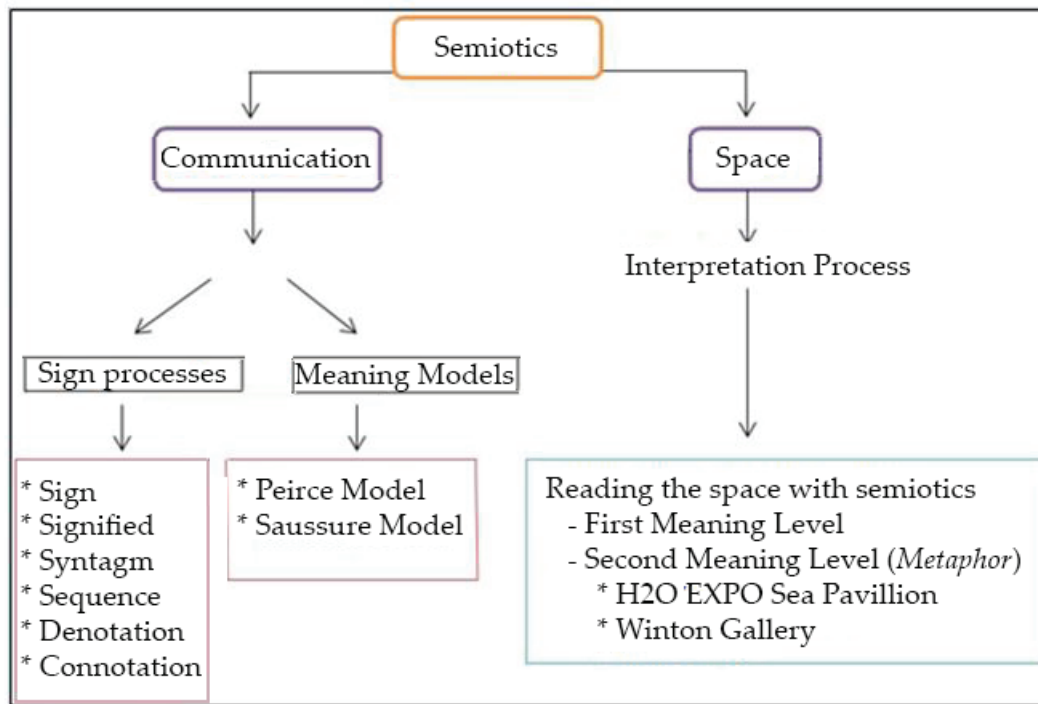 Semiotics
Communication
Space
Interpretation Process
Sign processes
Meaning Models
* Sign
* Signified
* Syntagm
* Sequence
* Denotation
* Connotation
* Peirce Model
* Saussure Model
Reading the space with semiotics
- First Meaning Level
- Second Meaning Level (Metaphor)
* H2O EXPO Sea Pavillion
* Winton Gallery